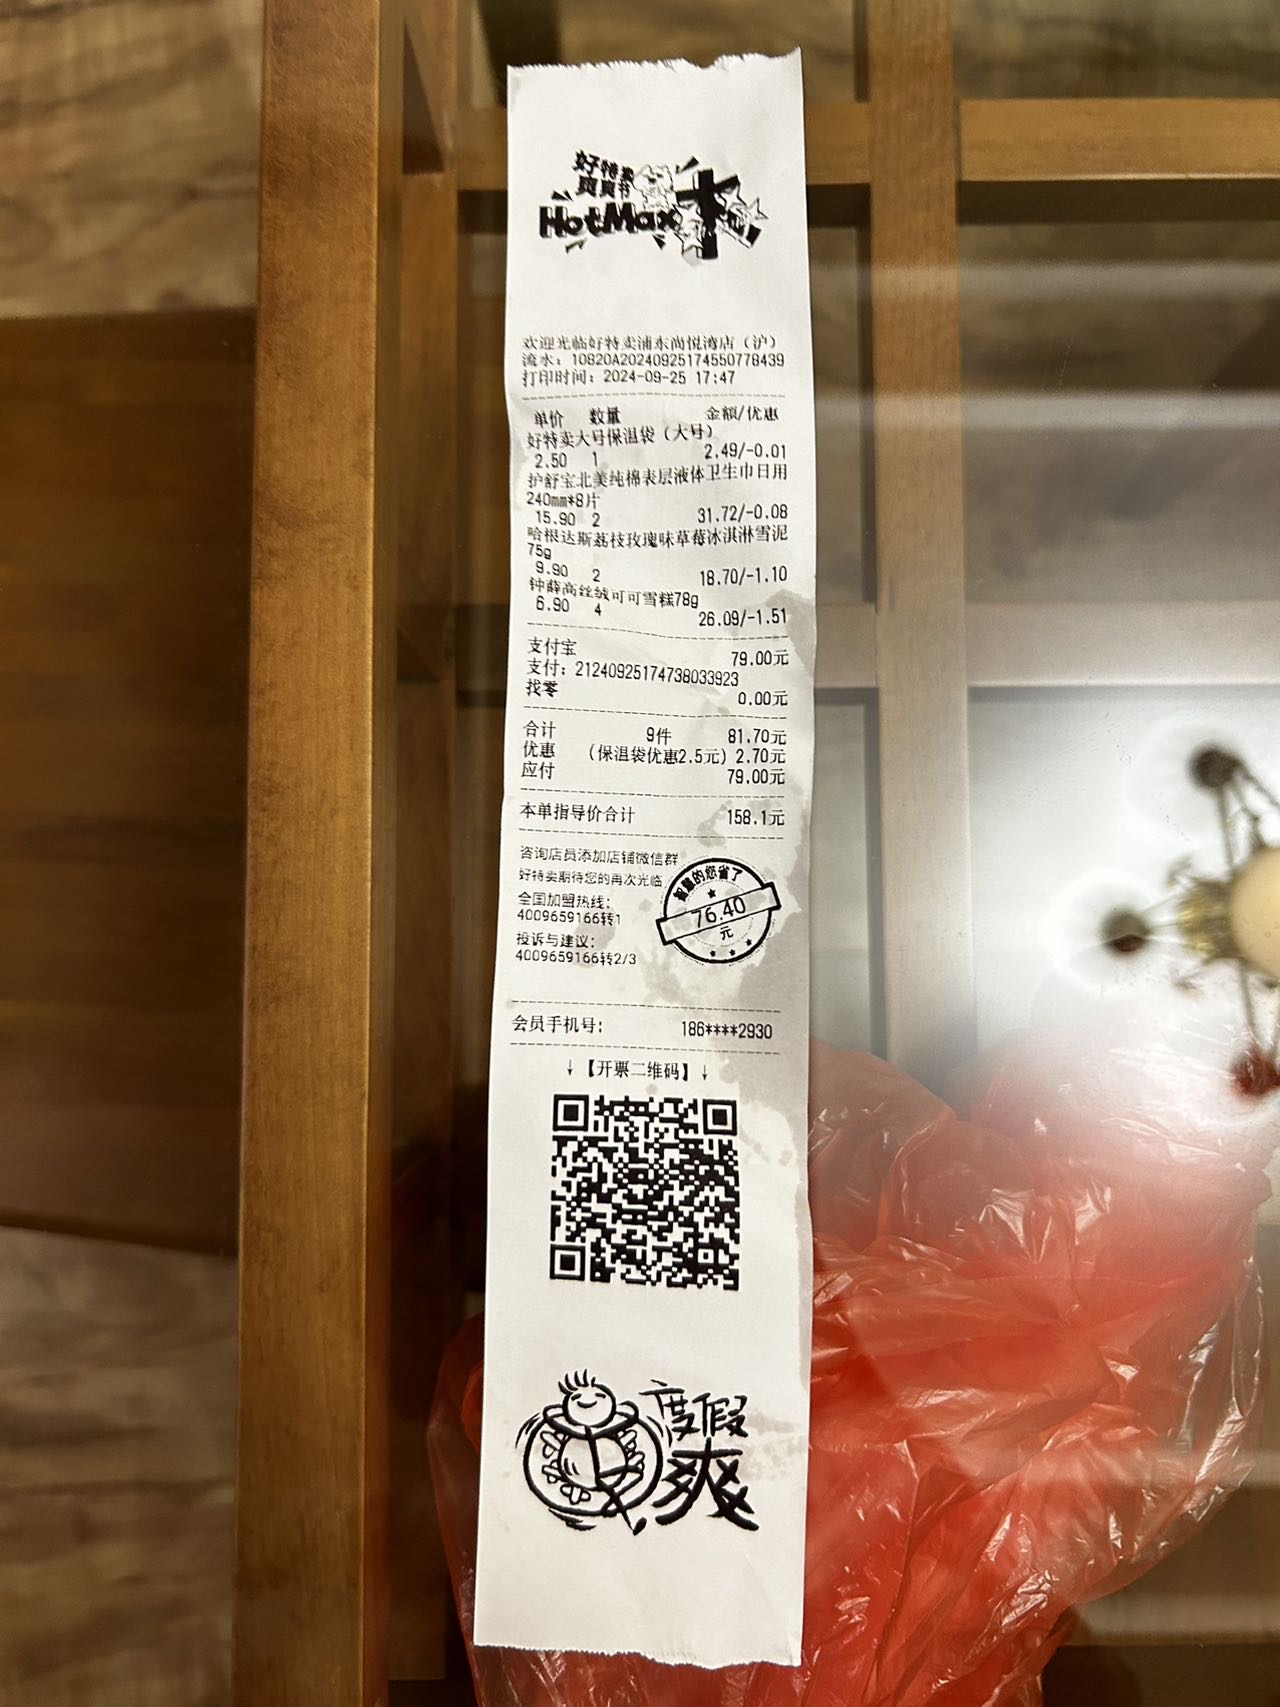 好特卖
爽爽节
HotMax
欢迎光临好特卖浦东尚悦湾店（沪）
流水：10820A20240925174550778439
打印时间：2024-09-25 17:47
单价 数量 金额/优惠
好特卖大号保温袋（大号）
2.50 1 2.49/-0.01
护舒宝北美纯棉表层液体卫生巾日用
240mm*8片
15.90 2 31.72/-0.08
哈根达斯荔枝玫瑰味草莓冰淇淋雪泥
75g
9.90 2 18.70/-1.10
钟薛高丝绒可可雪糕78g
6.90 4 26.09/-1.51
支付宝 79.00元
支付：21240925174738033923
找零 0.00元
合计 9件 81.70元
优惠 (保温袋优惠2.5元) 2.70元
应付 79.00元
本单指导价合计 158.1元
咨询店员添加店铺微信群
好特卖期待您的再次光临
全国加盟热线：
4009659166转1
投诉与建议：
4009659166转2/3
智慧的您省了
76.40
元
会员手机号： 186****2930
↓【开票二维码】↓
度假
爽